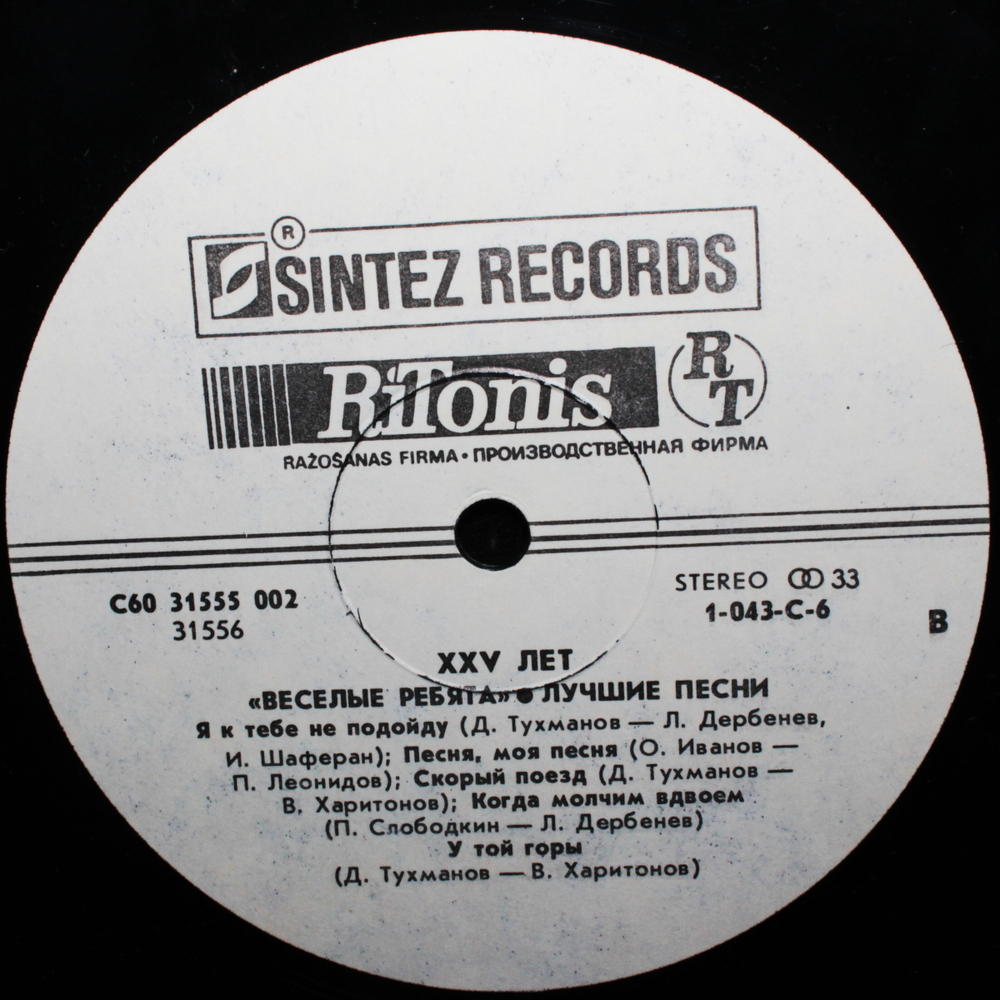 ®
SINTEZ RECORDS
RiTonis
RT
RAŽOŠANAS FIRMA • ПРОИЗВОДСТВЕННАЯ ФИРМА
С60 31555 002
31556
STEREO 33
1-043-C-6
B
XXV ЛЕТ
«ВЕСЕЛЫЕ РЕБЯТА» ● ЛУЧШИЕ ПЕСНИ
Я к тебе не подойду (Д. Тухманов — Л. Дербенев,
И. Шаферан); Песня, моя песня (О. Иванов —
П. Леонидов); Скорый поезд (Д. Тухманов —
В. Харитонов); Когда молчим вдвоем
(П. Слободкин — Л. Дербенев)
У той горы
(Д. Тухманов — В. Харитонов)